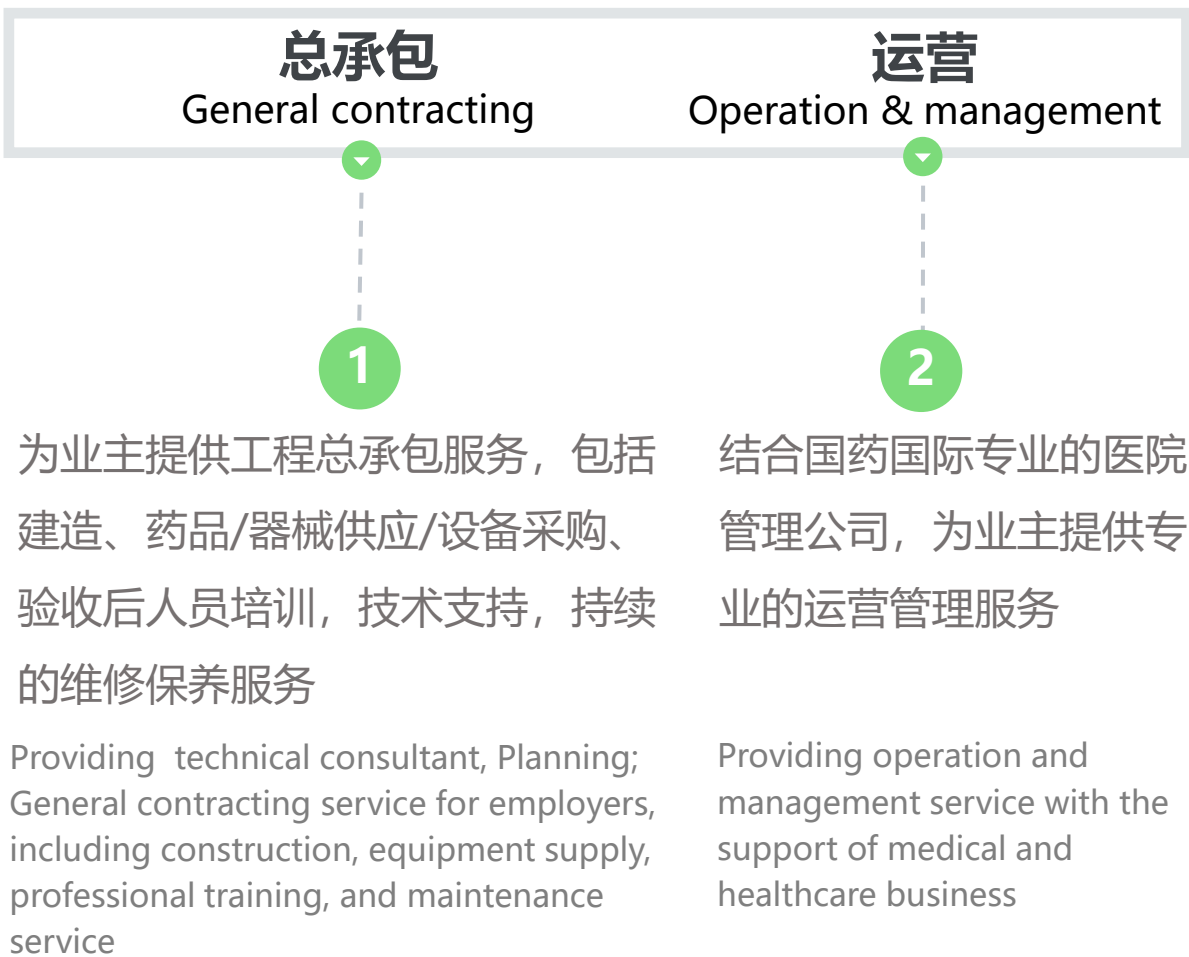 总承包
General contracting
运营
Operation & management
1
为业主提供工程总承包服务，包括
建造、药品/器械供应/设备采购、
验收后人员培训，技术支持，持续
的维修保养服务
Providing  technical consultant, Planning;
General contracting service for employers,
including construction, equipment supply,
professional training, and maintenance
service
2
结合国药国际专业的医院
管理公司，为业主提供专
业的运营管理服务
Providing operation and
management service with the
support of medical and
healthcare business